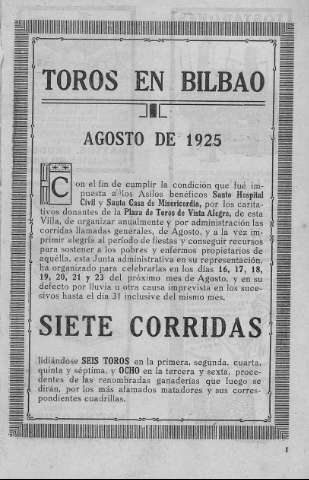 TOROS EN BILBAO
AGOSTO DE 1925
Con el fin de cumplir la condición que fué im-
puesta a los Asilos benéficos Santo Hospital
Civil y Santa Casa de Misericordia, por los carita-
tivos donantes de la Plaza de Toros de Vista Alegre, de esta
Villa, de organizar anualmente y por administración las
corridas llamadas generales, de Agosto, y a la vez im-
primir alegría al período de fiestas y conseguir recursos
para sostener a los pobres y enfermos propietarios de
aquélla, esta Junta administrativa en su representación,
ha organizado para celebrarlas en los días 16, 17, 18,
19, 20, 21 y 23 del próximo mes de Agosto, y en su
defecto por lluvia u otra causa imprevista en los suce-
sivos hasta el día 31 inclusive del mismo mes.
SIETE CORRIDAS
lidiándose SEIS TOROS en la primera, segunda, cuarta,
quinta y séptima, y OCHO en la tercera y sexta, proce-
dentes de las renombradas ganaderías que luego se
dirán, por los más afamados matadores y sus corres-
pondientes cuadrillas.
1